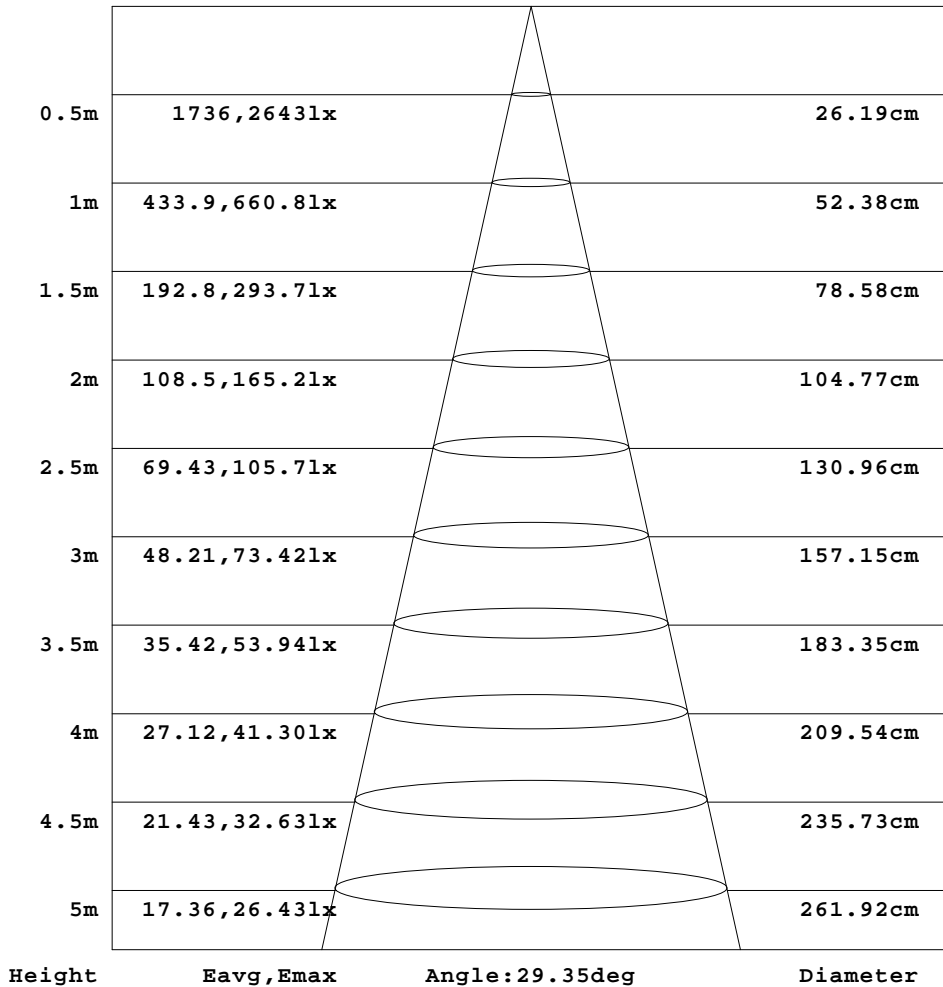 0.5m 1736,2643lx 26.19cm
1m 433.9,660.8lx 52.38cm
1.5m 192.8,293.7lx 78.58cm
2m 108.5,165.2lx 104.77cm
2.5m 69.43,105.7lx 130.96cm
3m 48.21,73.42lx 157.15cm
3.5m 35.42,53.94lx 183.35cm
4m 27.12,41.30lx 209.54cm
4.5m 21.43,32.63lx 235.73cm
5m 17.36,26.43lx 261.92cm
Height Eavg,Emax Angle:29.35deg Diameter